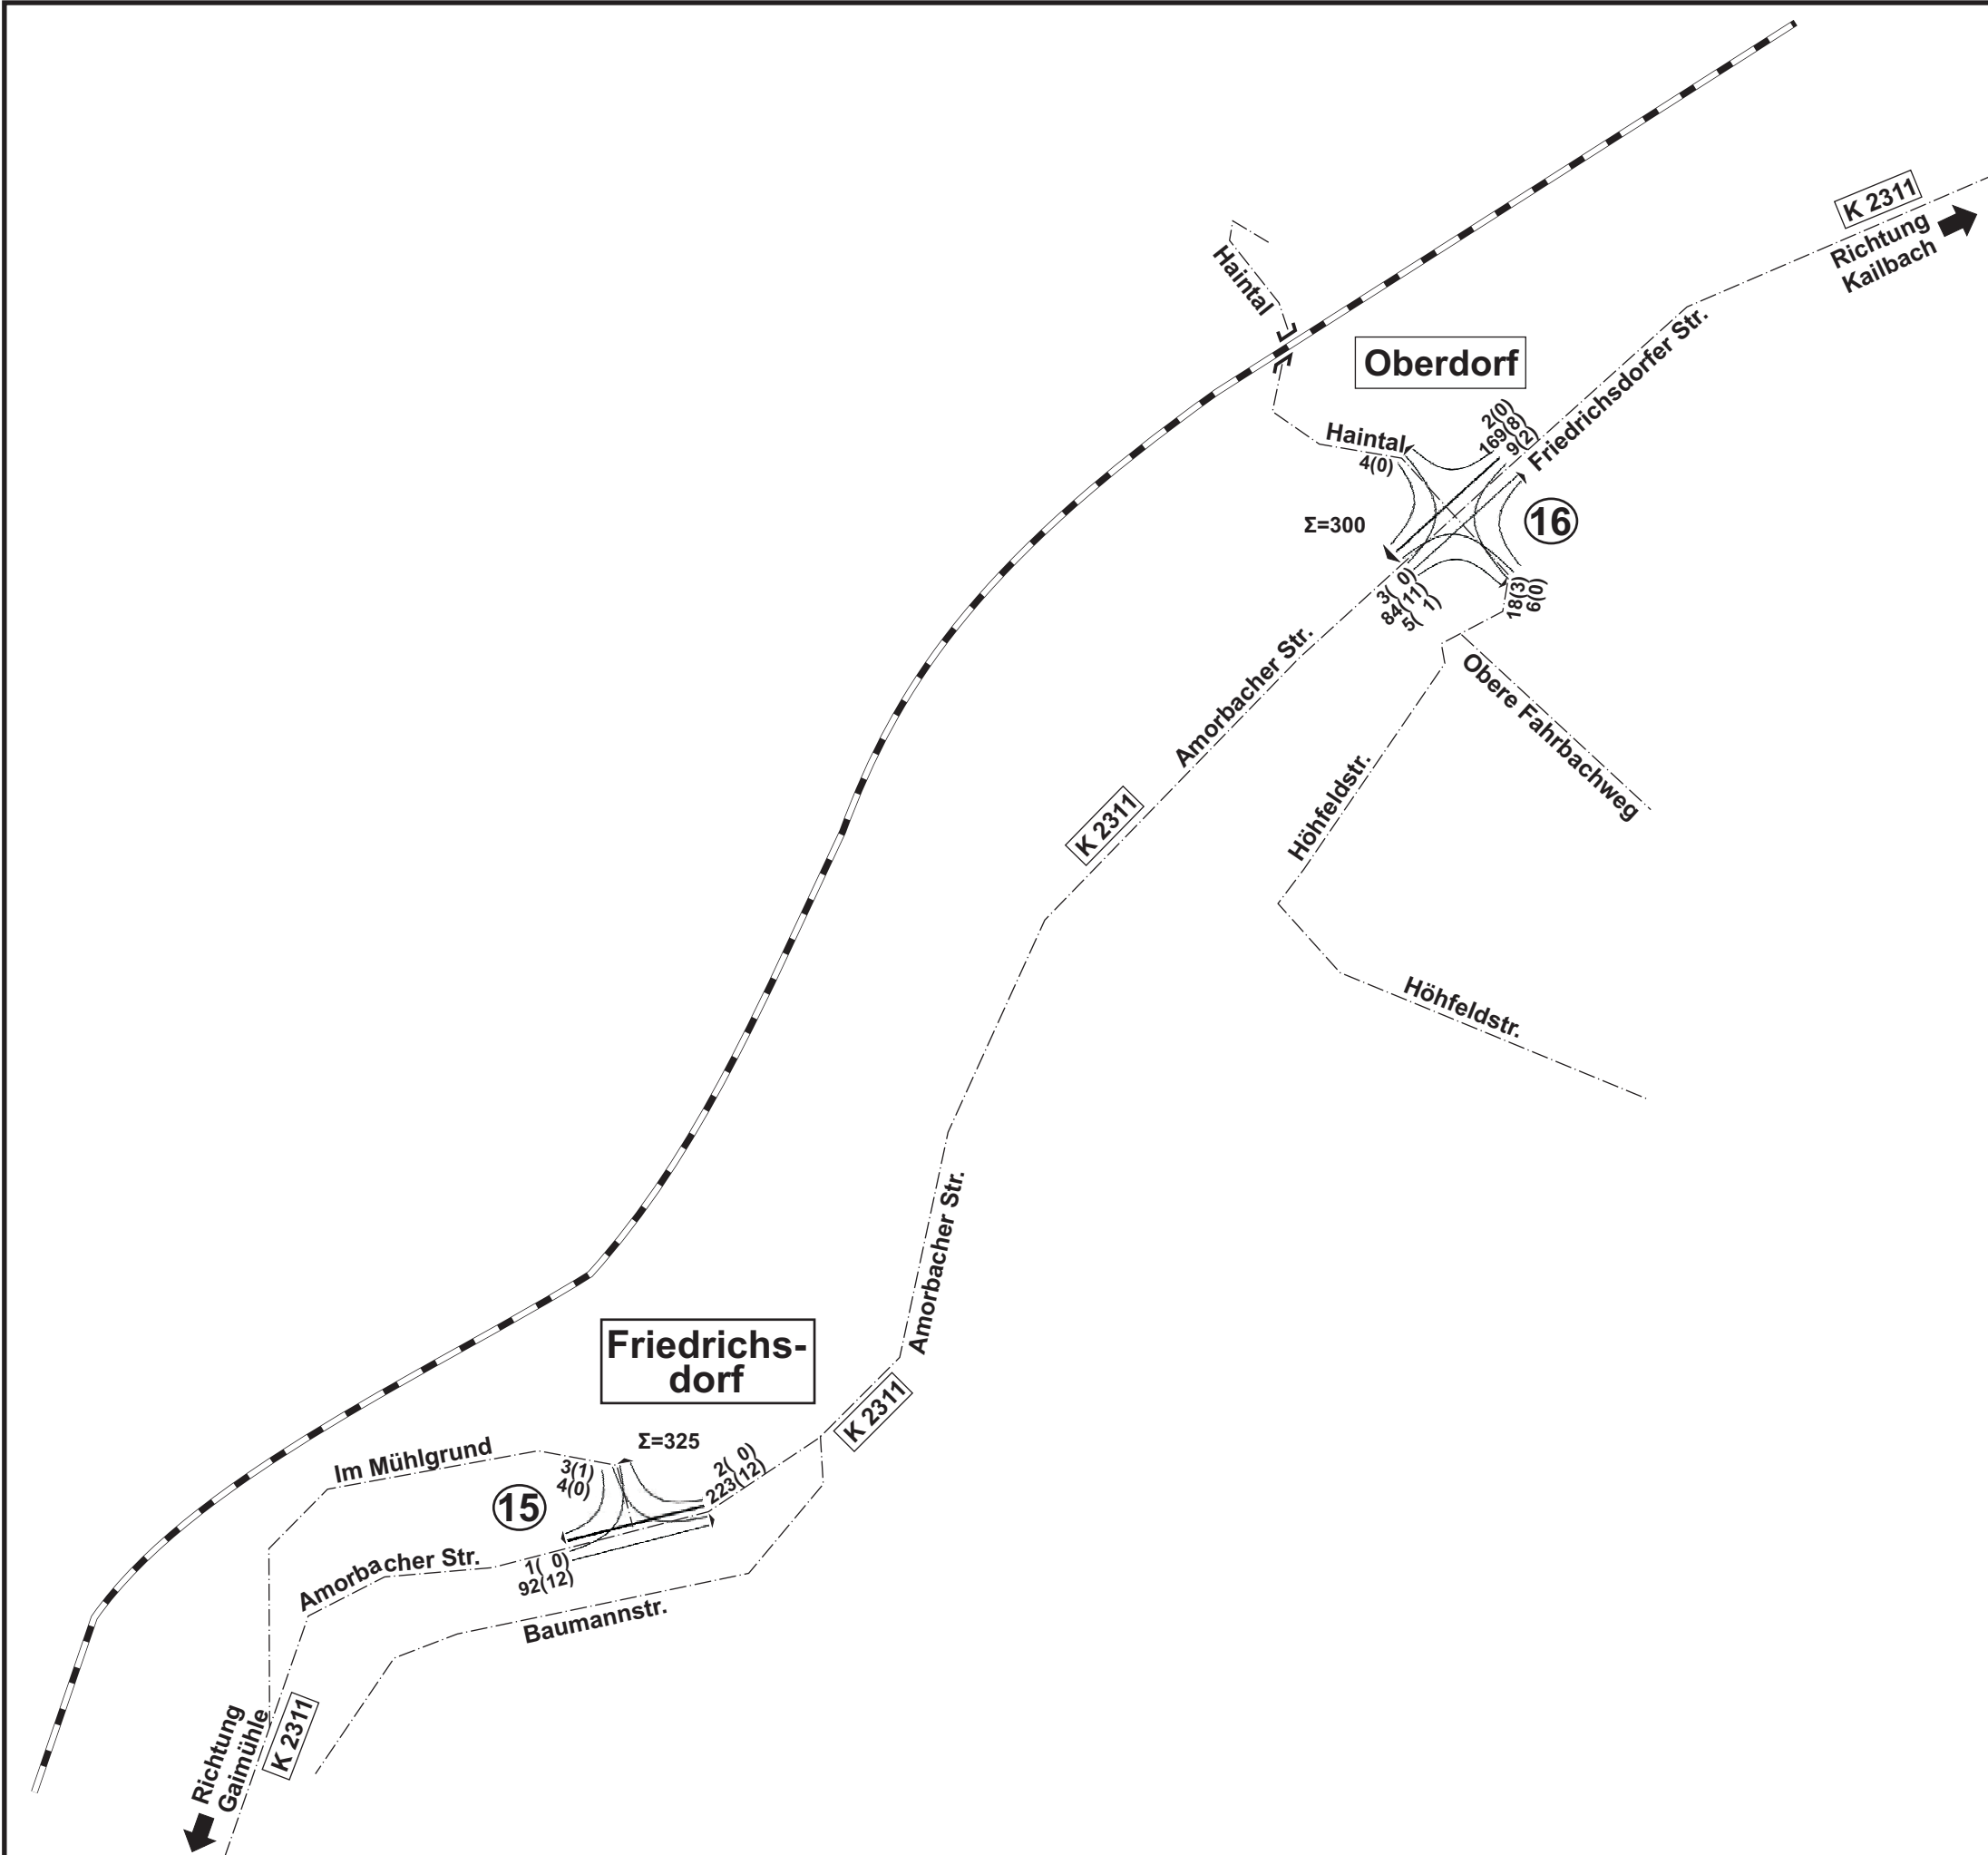 K 2311
Richtung
Kailbach
Haintal
Oberdorf
Friedrichsdorfer Str.
Haintal
4(0)
2(0)
169(8)
9(2)
Σ=300
16
3( 0)
84(11)
5( 1)
18(3)
6(0)
Amorbacher Str.
Obere Fahrbachweg
Höhfeldstr.
K 2311
Höhfeldstr.
Amorbacher Str.
Friedrichs-
dorf
K 2311
Σ=325
Im Mühlgrund
3(1)
4(0)
2( 0)
223(12)
15
Amorbacher Str.
1( 0)
92(12)
Baumannstr.
Richtung
Gaimühle
K 2311